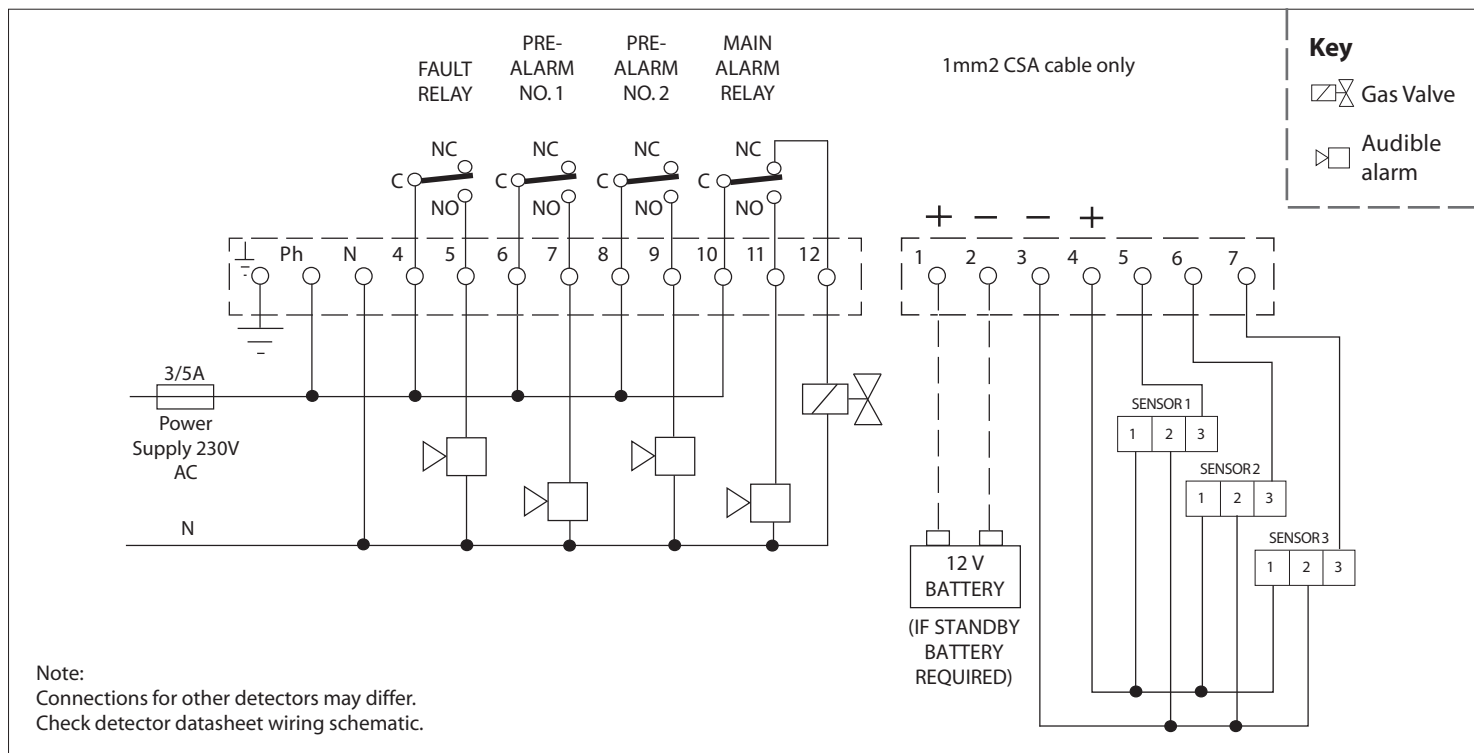 FAULT
RELAY
PRE-
ALARM
NO. 1
PRE-
ALARM
NO. 2
MAIN
ALARM
RELAY
1mm2 CSA cable only
Key
Gas Valve
Audible
alarm
NC
C
NO
NC
C
NO
NC
C
NO
NC
C
NO
Ph N 4 5 6 7 8 9 10 11 12
+ − − +
1 2 3 4 5 6 7
3/5A
Power
Supply 230V
AC
N
SENSOR 1
1 2 3
SENSOR 2
1 2 3
SENSOR 3
1 2 3
12 V
BATTERY
(IF STANDBY
BATTERY
REQUIRED)
Note:
Connections for other detectors may differ.
Check detector datasheet wiring schematic.